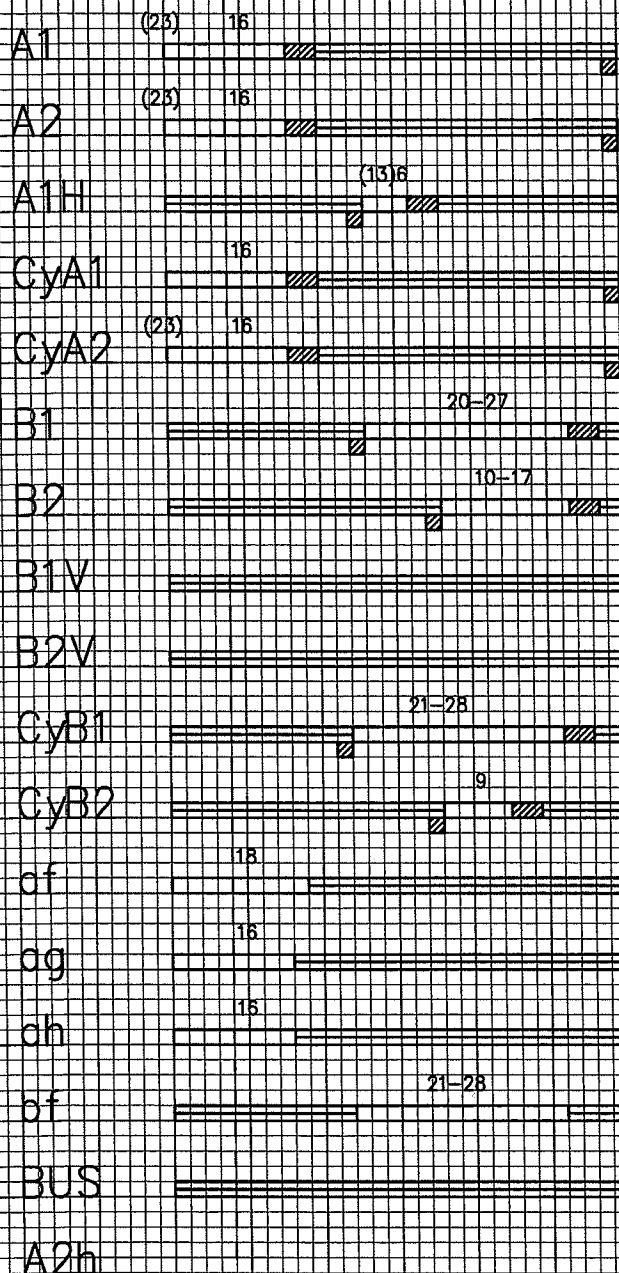 (23) 16
A1
(23) 16
A2
(13)6
A1H
16
CyA1
(23) 16
CyA2
20-27
B1
10-17
B2
B1V
B2V
21-28
CyB1
9
CyB2
18
af
16
ag
16
ah
21-28
bf
BUS
A2h